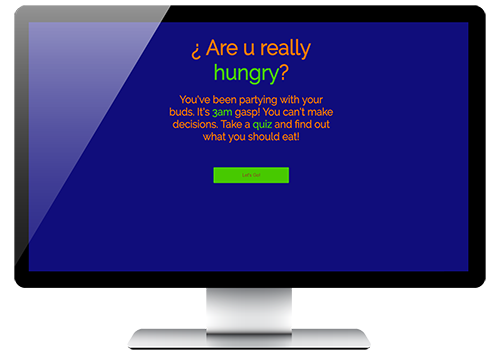 ¿ Are u really
hungry?
You've been partying with your
buds. It's 3am gasp! You can't make
decisions. Take a quiz and find out
what you should eat!
Let's Go!